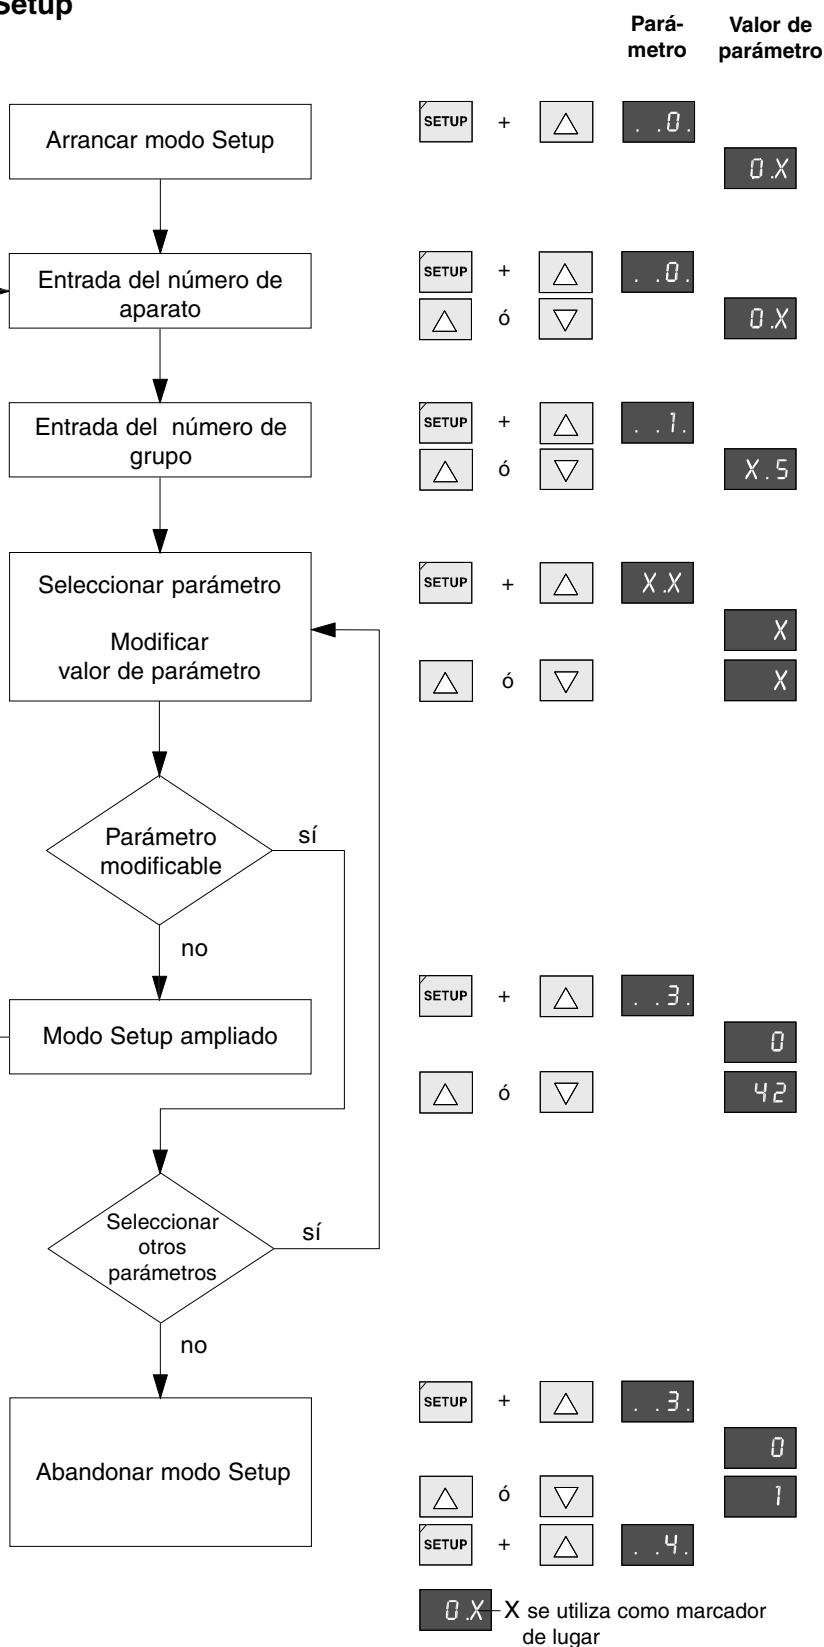 Setup
Pará-
metro
Valor de
parámetro
Arrancar modo Setup
SETUP +
. .0.
0.X
Entrada del número de
aparato
SETUP +
. .0.
ó
0.X
Entrada del número de
grupo
SETUP +
. .1.
ó
X.5
Seleccionar parámetro
Modificar
valor de parámetro
SETUP +
X.X
X
ó
X
Parámetro
modificable
sí
no
Modo Setup ampliado
SETUP +
. .3.
0
ó
42
Seleccionar
otros
parámetros
sí
no
Abandonar modo Setup
SETUP +
. .3.
0
ó
1
SETUP +
. .4.
0.X
X se utiliza como marcador
de lugar